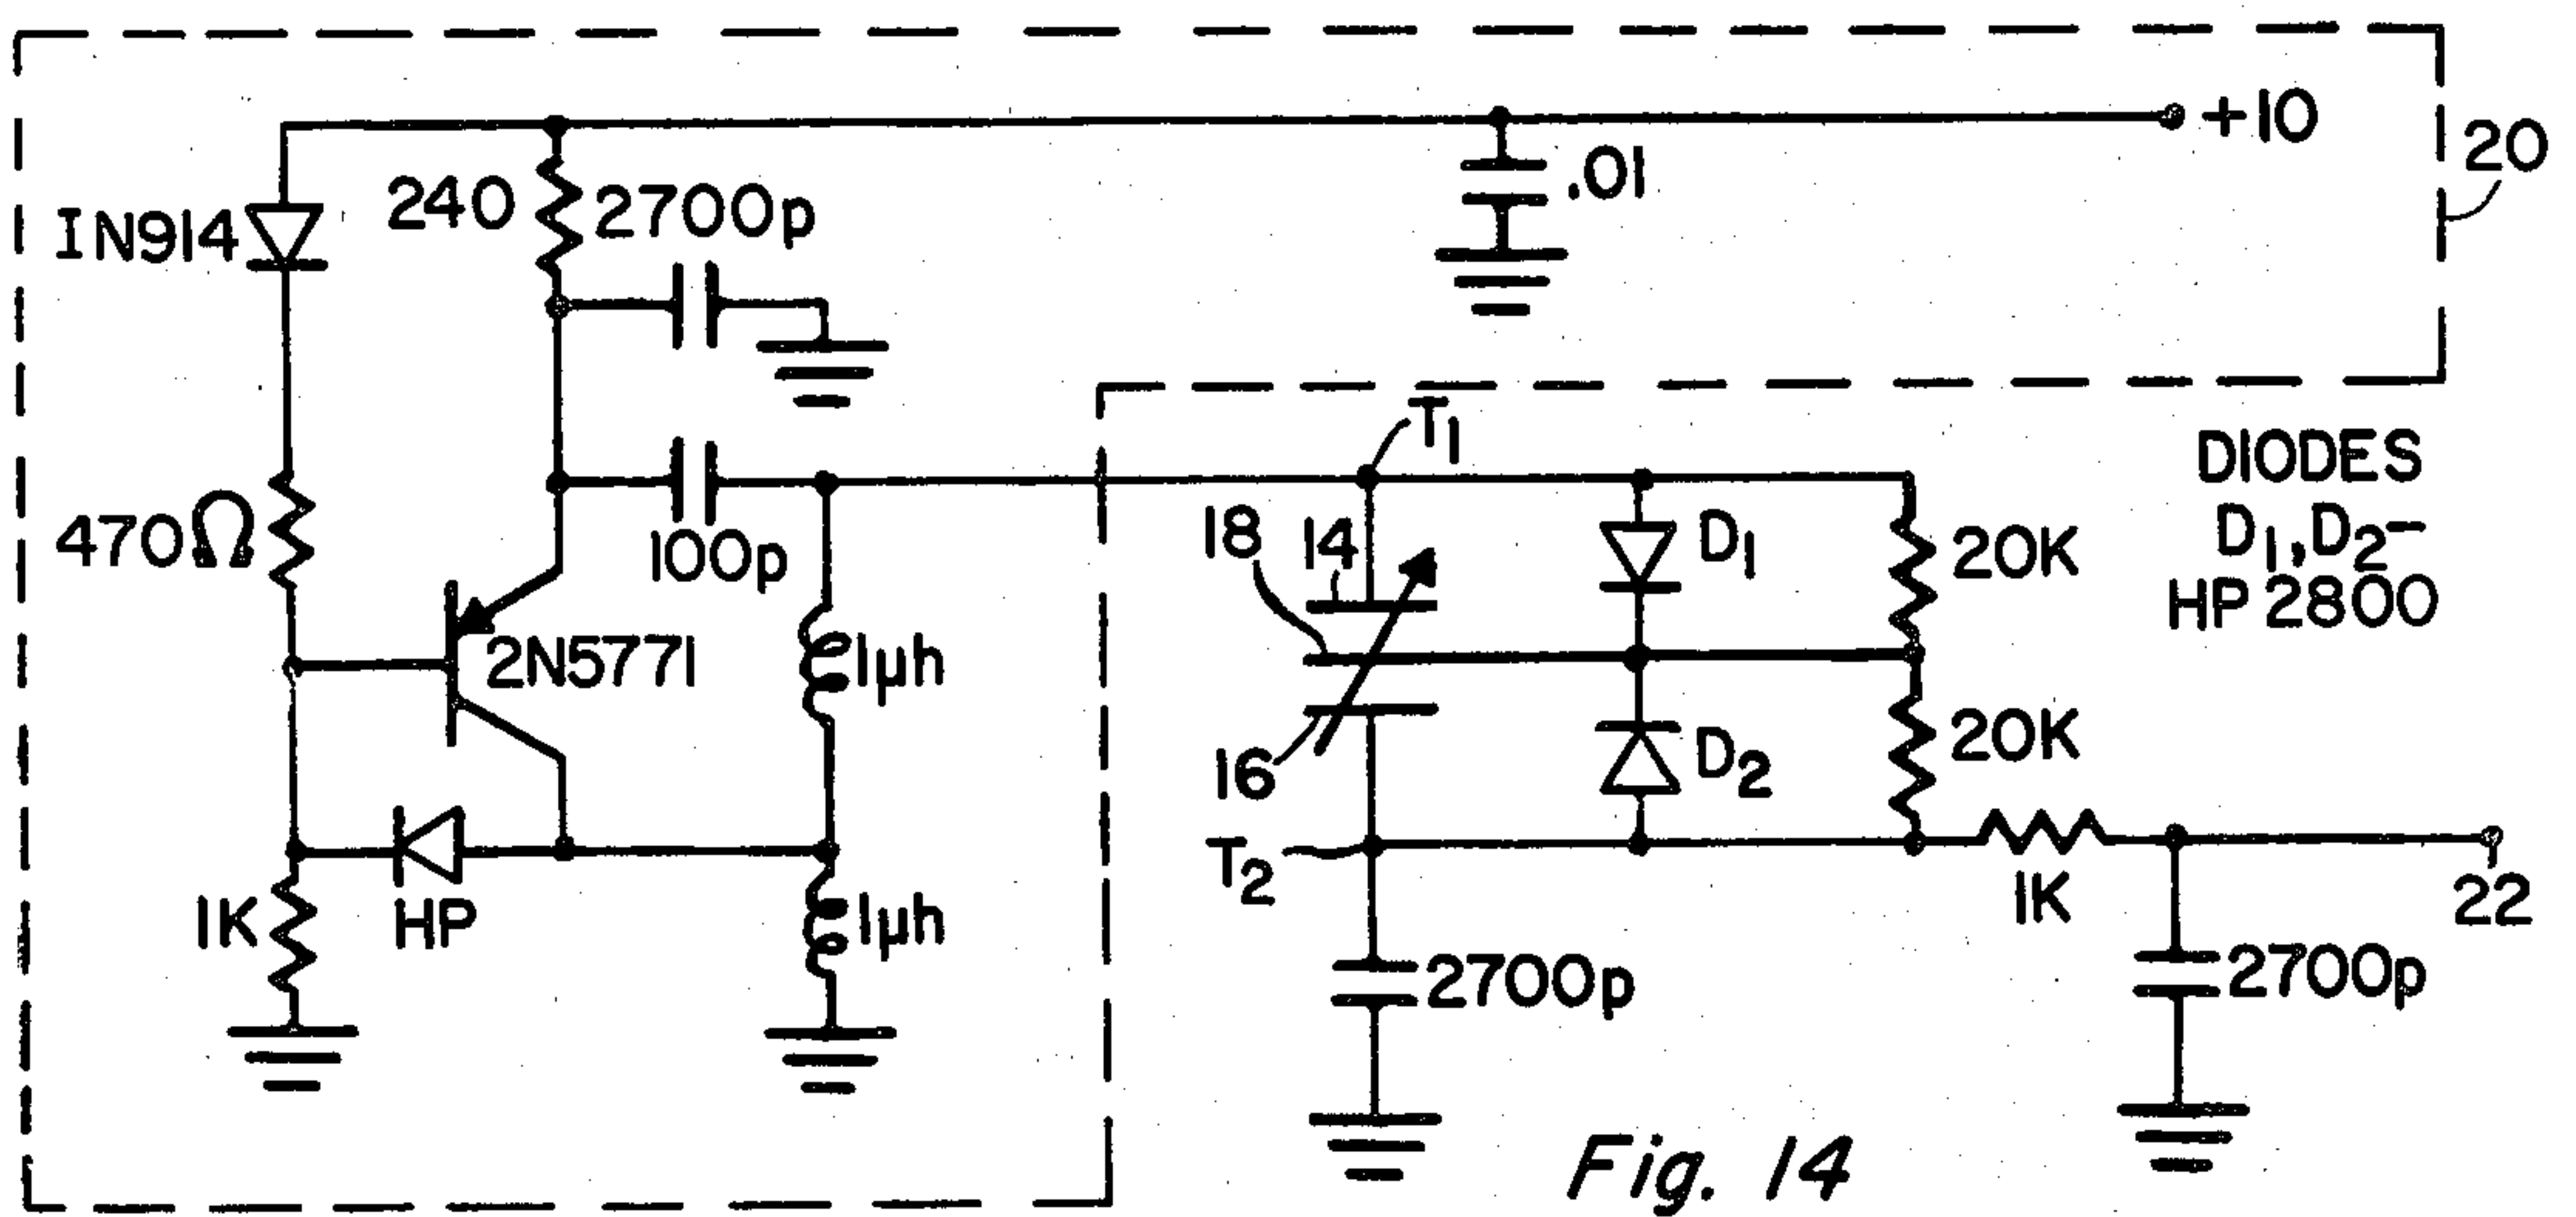 +10
20
.01
IN914
240
2700p
T1
DIODES
D1, D2–
HP 2800
470Ω
100p
18
14
D1
20K
2N5771
1μh
16
D2
20K
T2
1K
HP
1μh
1K
22
2700p
2700p
Fig. 14